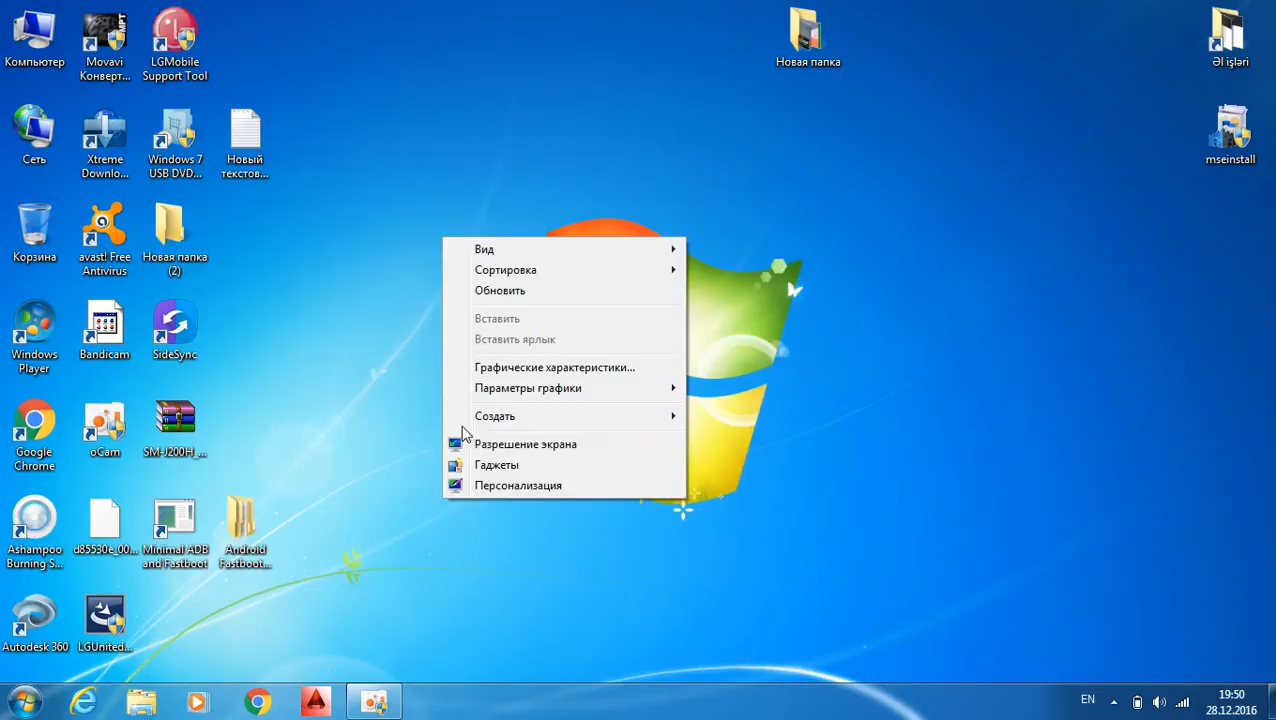 Компьютер
Movavi
Конверт...
LGMobile
Support Tool
Новая папка
Əl işləri
Сеть
Xtreme
Downlo...
Windows 7
USB DVD...
Новый
текстов...
mseinstall
Корзина
avast! Free
Antivirus
Новая папка
(2)
Windows
Player
Bandicam
SideSync
Google
Chrome
oCam
SM-J200H_...
Ashampoo
Burning S...
d85530e_00...
Minimal ADB
and Fastboot
Android
Fastboot...
Autodesk 360
LGUnited...
Вид
Сортировка
Обновить
Вставить
Вставить ярлык
Графические характеристики...
Параметры графики
Создать
Разрешение экрана
Гаджеты
Персонализация
EN
19:50
28.12.2016